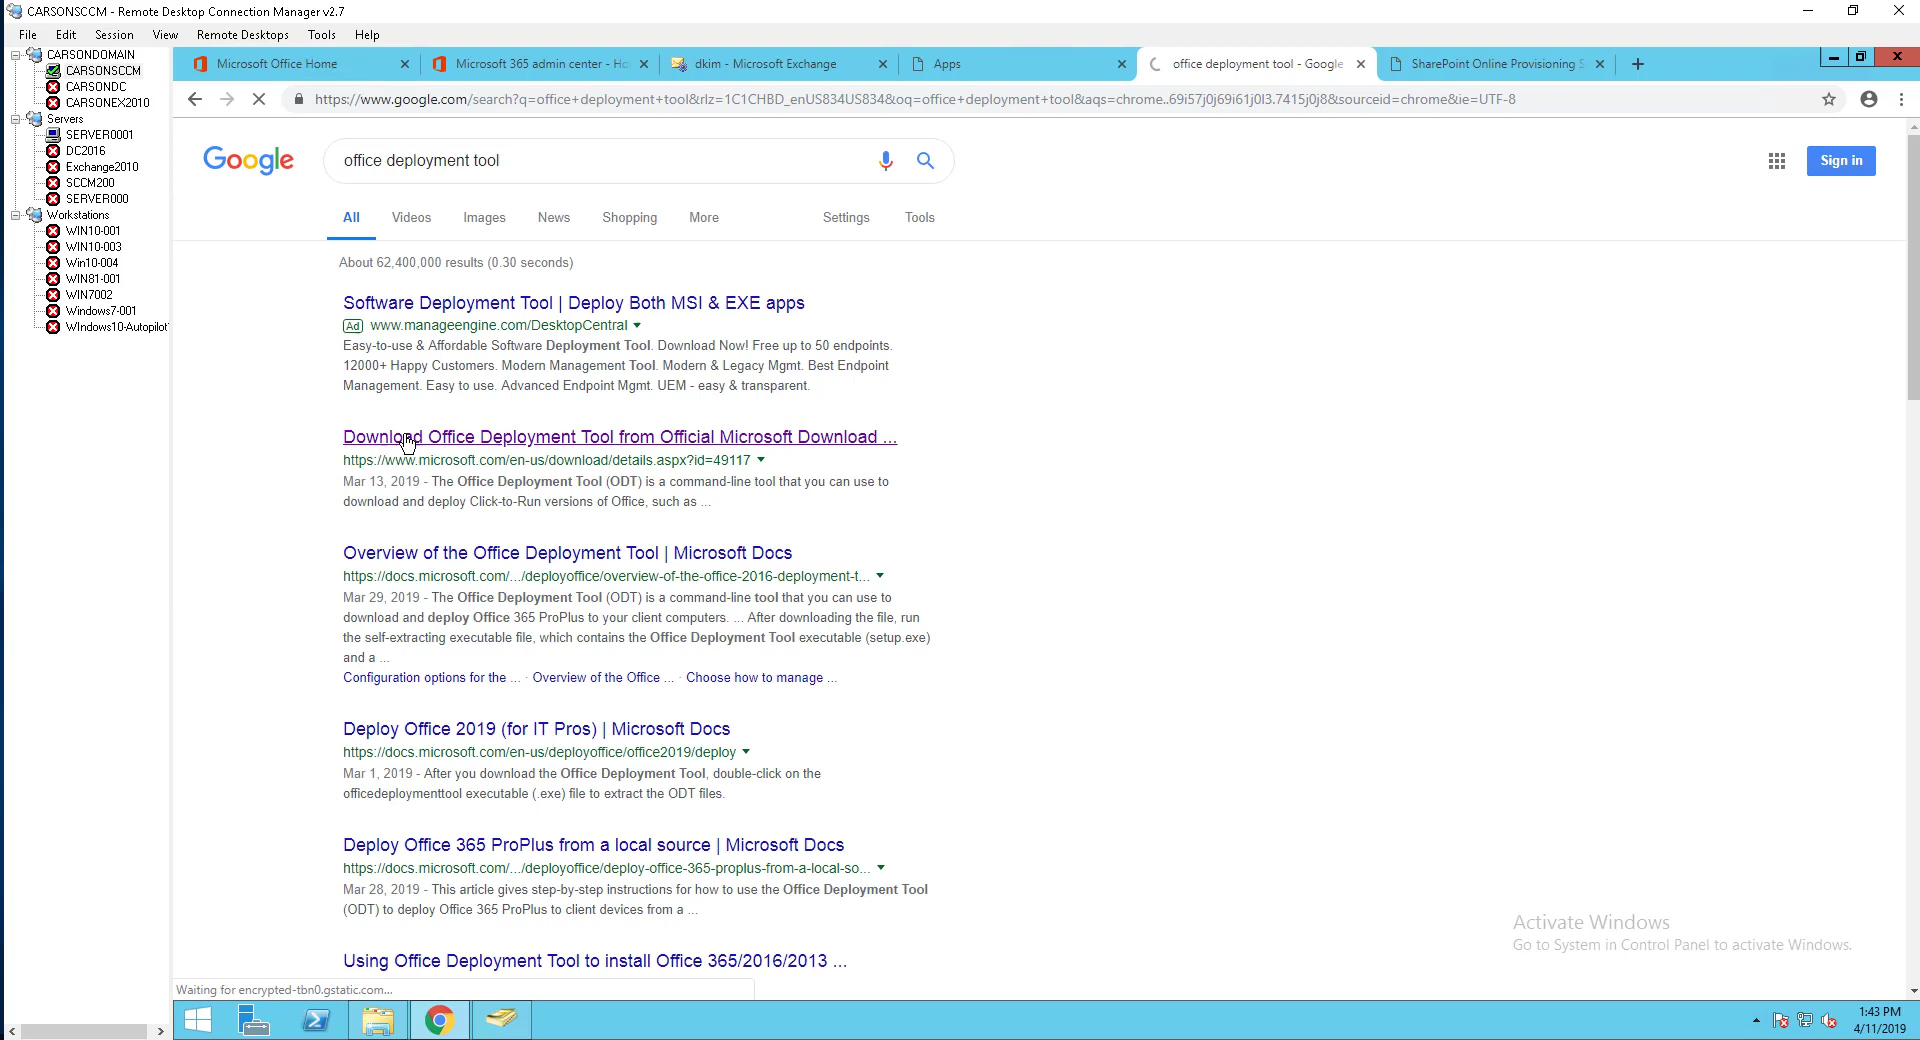 CARSONSCCM - Remote Desktop Connection Manager v2.7
File Edit Session View Remote Desktops Tools Help
CARSONDOMAIN
CARSONSCCM
CARSONDC
CARSONEX2010
Servers
SERVER0001
DC2016
Exchange2010
SCCM200
SERVER000
Workstations
WIN10-001
WIN10-003
Win10-004
WIN81-001
WIN7002
Windows7-001
WIndows10-Autopilot
Microsoft Office Home
Microsoft 365 admin center - Ho
dkim - Microsoft Exchange
Apps
office deployment tool - Google
SharePoint Online Provisioning S
https://www.google.com/search?q=office+deployment+tool&rlz=1C1CHBD_enUS834US834&oq=office+deployment+tool&aqs=chrome..69i57j0j69i61j0l3.7415j0j8&sourceid=chrome&ie=UTF-8
Google
office deployment tool
Sign in
All Videos Images News Shopping More Settings Tools
About 62,400,000 results (0.30 seconds)
Software Deployment Tool | Deploy Both MSI & EXE apps
Ad www.manageengine.com/DesktopCentral
Easy-to-use & Affordable Software Deployment Tool. Download Now! Free up to 50 endpoints.
12000+ Happy Customers. Modern Management Tool. Modern & Legacy Mgmt. Best Endpoint
Management. Easy to use. Advanced Endpoint Mgmt. UEM - easy & transparent.
Download Office Deployment Tool from Official Microsoft Download ...
https://www.microsoft.com/en-us/download/details.aspx?id=49117
Mar 13, 2019 - The Office Deployment Tool (ODT) is a command-line tool that you can use to
download and deploy Click-to-Run versions of Office, such as ...
Overview of the Office Deployment Tool | Microsoft Docs
https://docs.microsoft.com/.../deployoffice/overview-of-the-office-2016-deployment-t...
Mar 29, 2019 - The Office Deployment Tool (ODT) is a command-line tool that you can use to
download and deploy Office 365 ProPlus to your client computers. ... After downloading the file, run
the self-extracting executable file, which contains the Office Deployment Tool executable (setup.exe)
and a ...
Configuration options for the ... · Overview of the Office ... · Choose how to manage ...
Deploy Office 2019 (for IT Pros) | Microsoft Docs
https://docs.microsoft.com/en-us/deployoffice/office2019/deploy
Mar 1, 2019 - After you download the Office Deployment Tool, double-click on the
officedeploymenttool executable (.exe) file to extract the ODT files.
Deploy Office 365 ProPlus from a local source | Microsoft Docs
https://docs.microsoft.com/.../deployoffice/deploy-office-365-proplus-from-a-local-so...
Mar 28, 2019 - This article gives step-by-step instructions for how to use the Office Deployment Tool
(ODT) to deploy Office 365 ProPlus to client devices from a ...
Using Office Deployment Tool to install Office 365/2016/2013 ...
Activate Windows
Go to System in Control Panel to activate Windows.
Waiting for encrypted-tbn0.gstatic.com...
1:43 PM
4/11/2019